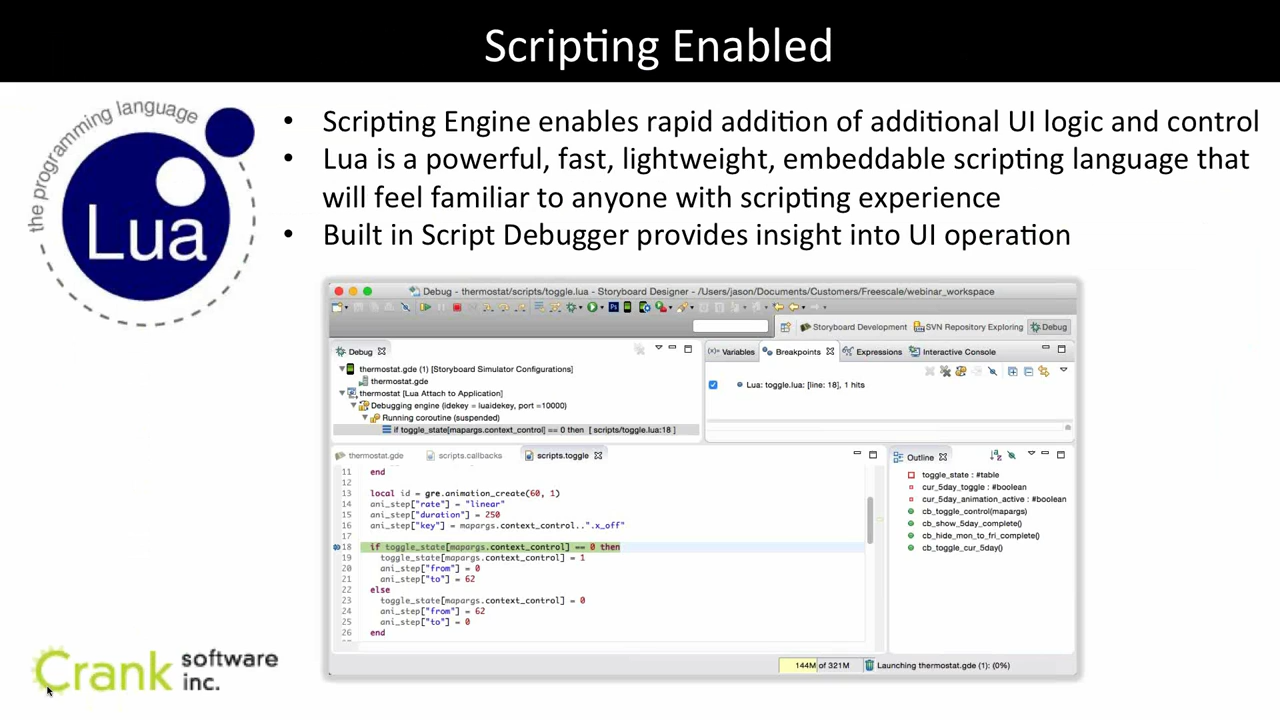 Scripting Enabled
the programming language
Lua
• Scripting Engine enables rapid addition of additional UI logic and control
• Lua is a powerful, fast, lightweight, embeddable scripting language that
will feel familiar to anyone with scripting experience
• Built in Script Debugger provides insight into UI operation
Debug - thermostat/scripts/toggle.lua - Storyboard Designer - /Users/jason/Documents/Customers/Freescale/webinar_workspace
Storyboard Development SVN Repository Exploring Debug
Debug
thermostat.gde (1) [Storyboard Simulator Configurations]
thermostat.gde
thermostat [Lua Attach to Application]
Debugging engine (idekey = luaidekey, port =10000)
Running coroutine (suspended)
if toggle_state[mapargs.context_control] == 0 then [ scripts/toggle.lua:18 ]
(x)= Variables Breakpoints Expressions Interactive Console
Lua: toggle.lua: [line: 18], 1 hits
thermostat.gde scripts.callbacks scripts.toggle
11 end
12
13 local id = gre.animation_create(60, 1)
14 ani_step["rate"] = "linear"
15 ani_step["duration"] = 250
16 ani_step["key"] = mapargs.context_control..".x_off"
17
18 if toggle_state[mapargs.context_control] == 0 then
19 toggle_state[mapargs.context_control] = 1
20 ani_step["from"] = 0
21 ani_step["to"] = 62
22 else
23 toggle_state[mapargs.context_control] = 0
24 ani_step["from"] = 62
25 ani_step["to"] = 0
26 end
Outline
toggle_state : #table
cur_5day_toggle : #boolean
cur_5day_animation_active : #boolean
cb_toggle_control(mapargs)
cb_show_5day_complete()
cb_hide_mon_to_fri_complete()
cb_toggle_cur_5day()
144M of 321M Launching thermostat.gde (1): (0%)
Crank software inc.